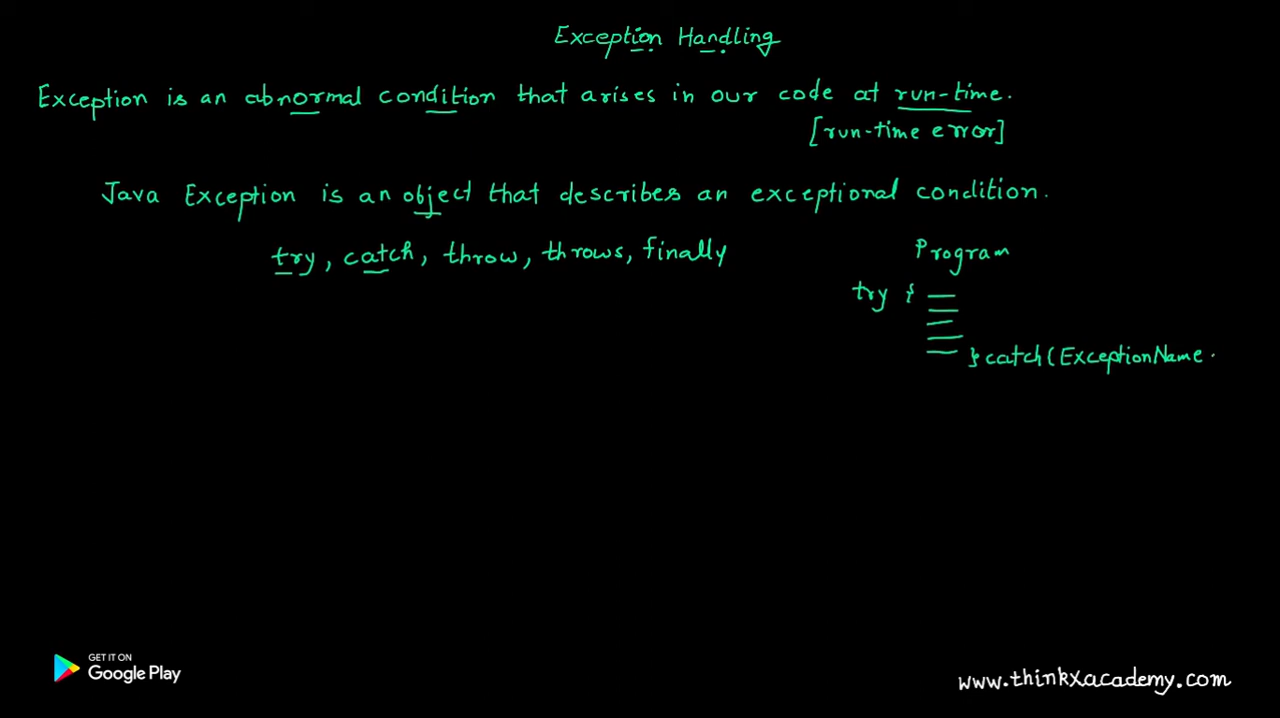 Exception Handling
Exception is an abnormal condition that arises in our code at run-time.
[run-time error]
Java Exception is an object that describes an exceptional condition.
try, catch, throw, throws, finally
Program
try {
} catch (ExceptionName
GET IT ON
Google Play
www.thinkxacademy.com